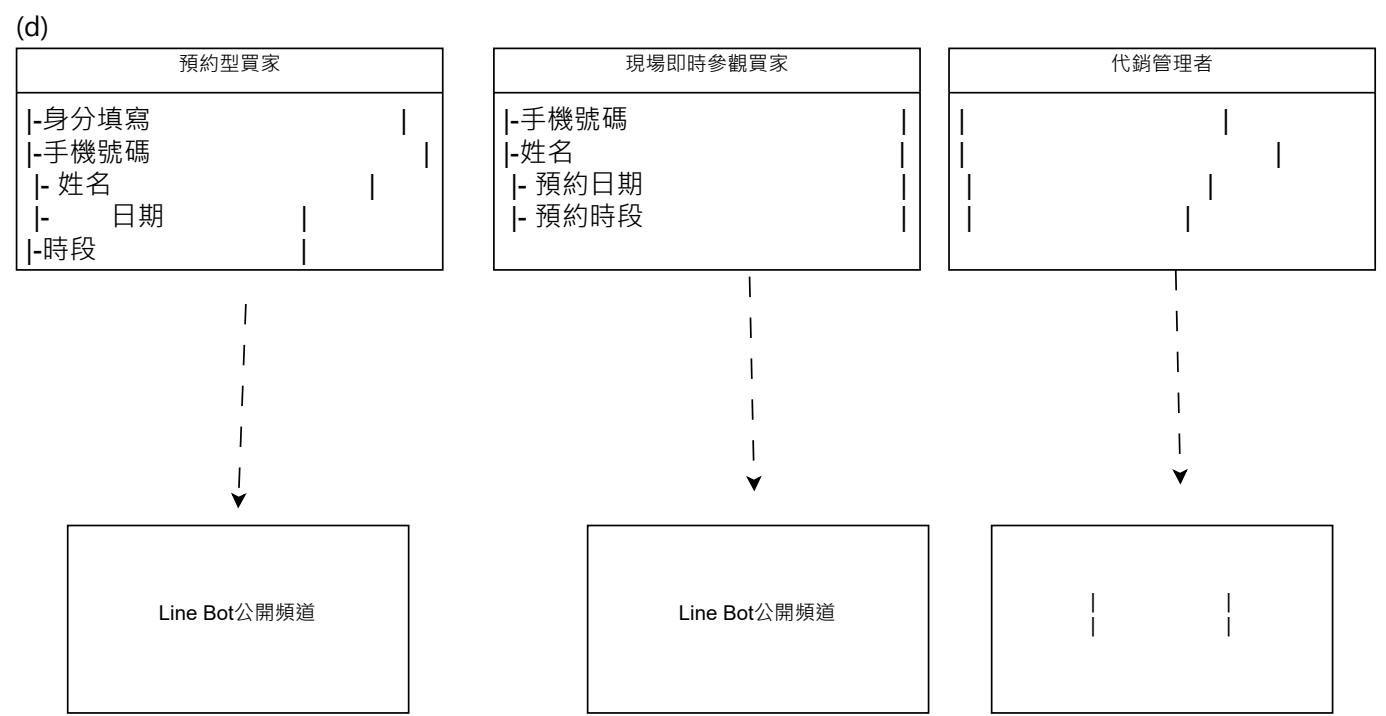 (d)
預約型買家
|-身分填寫 |
|-手機號碼 |
|- 姓名 |
|- 日期 |
|-時段 |
現場即時參觀買家
|-手機號碼 |
|-姓名 |
|- 預約日期 |
|- 預約時段 |
代銷管理者
| |
| |
| |
| |
Line Bot公開頻道
Line Bot公開頻道
| |
| |